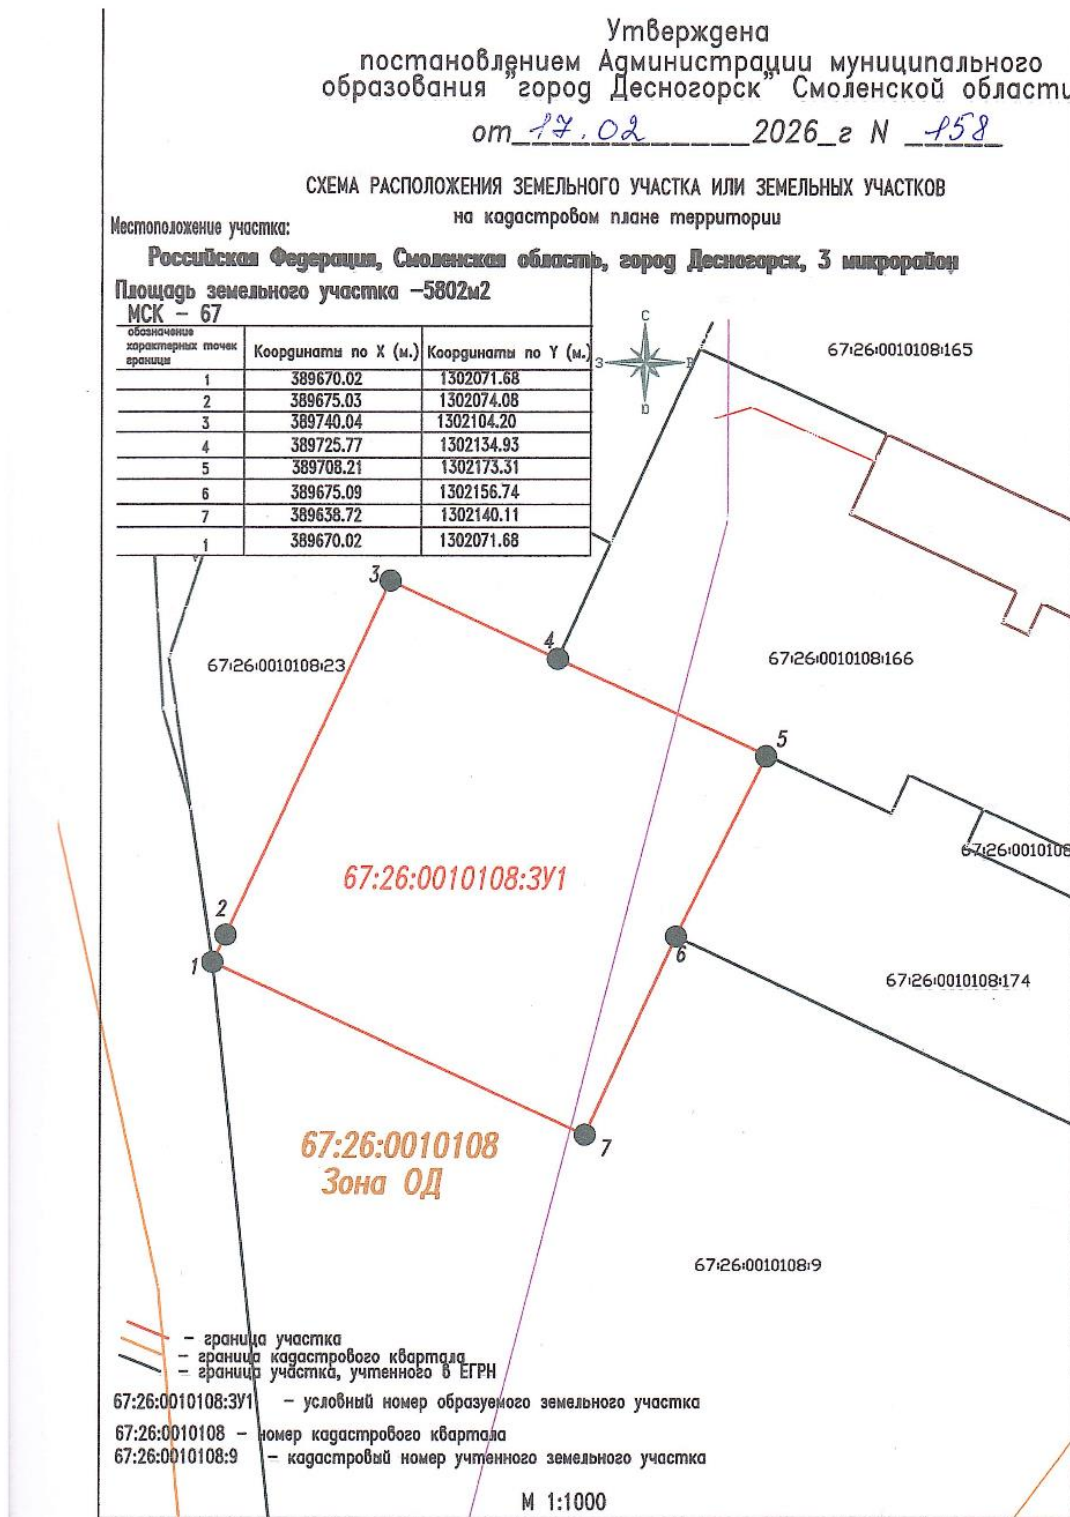 Утверждена
постановлением Администрации муниципального
образования "город Десногорск" Смоленской области
от 17.02 2026 г N 158
СХЕМА РАСПОЛОЖЕНИЯ ЗЕМЕЛЬНОГО УЧАСТКА ИЛИ ЗЕМЕЛЬНЫХ УЧАСТКОВ
на кадастровом плане территории
Местоположение участка:
Российская Федерация, Смоленская область, город Десногорск, 3 микрорайон
Площадь земельного участка -5802м2
МСК - 67
обозначение характерных точек границы Координаты по X (м.) Координаты по Y (м.)
1 389670.02 1302071.68
2 389675.03 1302074.08
3 389740.04 1302104.20
4 389725.77 1302134.93
5 389708.21 1302173.31
6 389675.09 1302156.74
7 389638.72 1302140.11
1 389670.02 1302071.68
С
З
В
Ю
67:26:0010108:165
3
4
67:26:0010108:23
67:26:0010108:166
5
67:26:0010108
67:26:0010108:ЗУ1
2
1
6
67:26:0010108:174
7
67:26:0010108
Зона ОД
67:26:0010108:9
- граница участка
- граница кадастрового квартала
- граница участка, учтенного в ЕГРН
67:26:0010108:ЗУ1 - условный номер образуемого земельного участка
67:26:0010108 - номер кадастрового квартала
67:26:0010108:9 - кадастровый номер учтенного земельного участка
М 1:1000